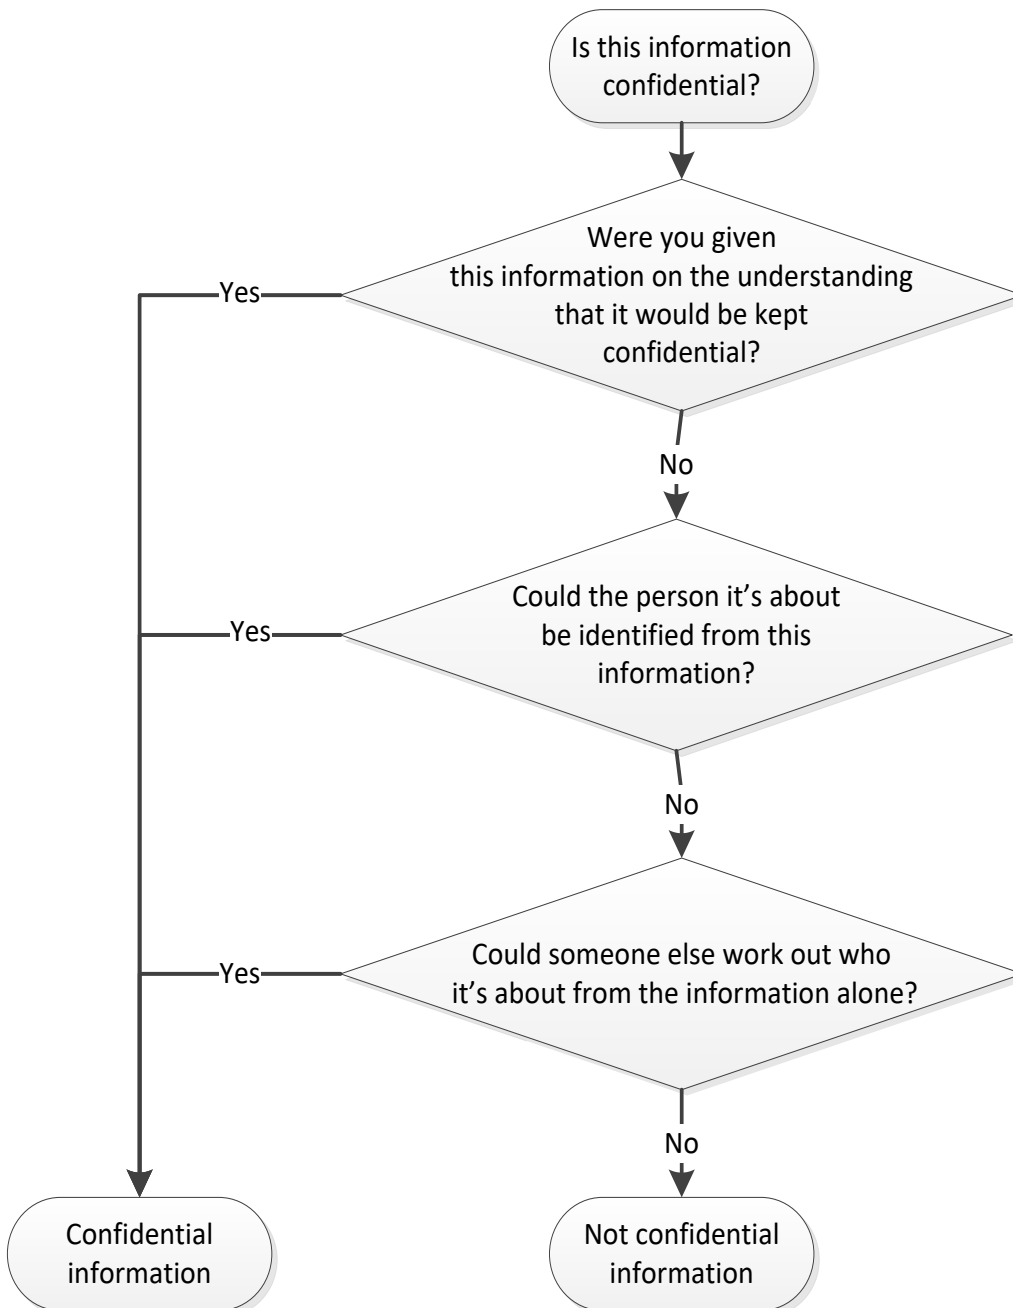 Is this information
confidential?
Were you given
this information on the understanding
that it would be kept
confidential?
Yes
No
Could the person it’s about
be identified from this
information?
Yes
No
Could someone else work out who
it’s about from the information alone?
Yes
No
Confidential
information
Not confidential
information